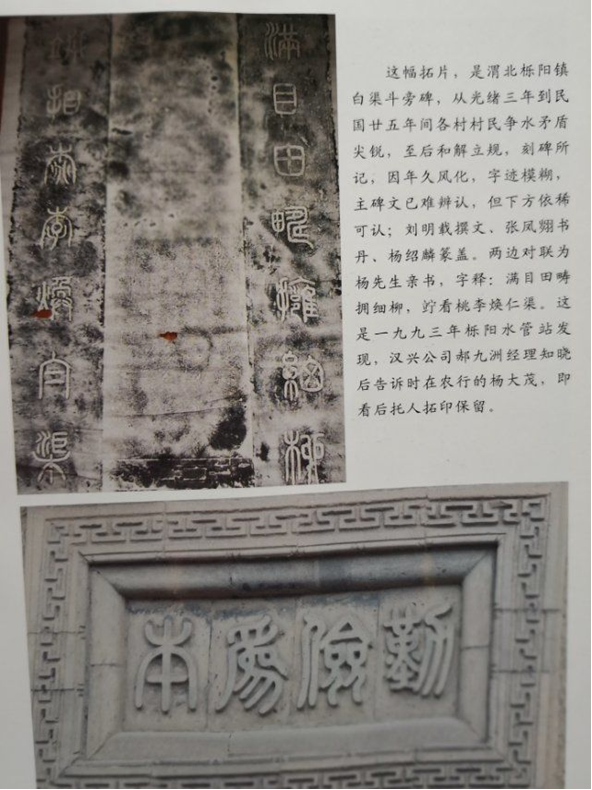 这幅拓片，是渭北栎阳镇
白渠斗旁碑，从光绪三年到民
国廿五年间各村村民争水矛盾
尖锐，至后和解立规，刻碑所
记，因年久风化，字迹模糊，
主碑文已难辨认，但下方依稀
可认；刘明载撰文、张凤翙书
丹、杨绍麟篆盖。两边对联为
杨先生亲书，字释：满目田畴
拥细柳，竚看桃李焕仁渠。这
是一九九三年栎阳水管站发
现，汉兴公司郝九洲经理知晓
后告诉时在农行的杨大茂，即
看后托人拓印保留。
满目田畴拥细柳
看桃李焕仁渠
勤俭为本